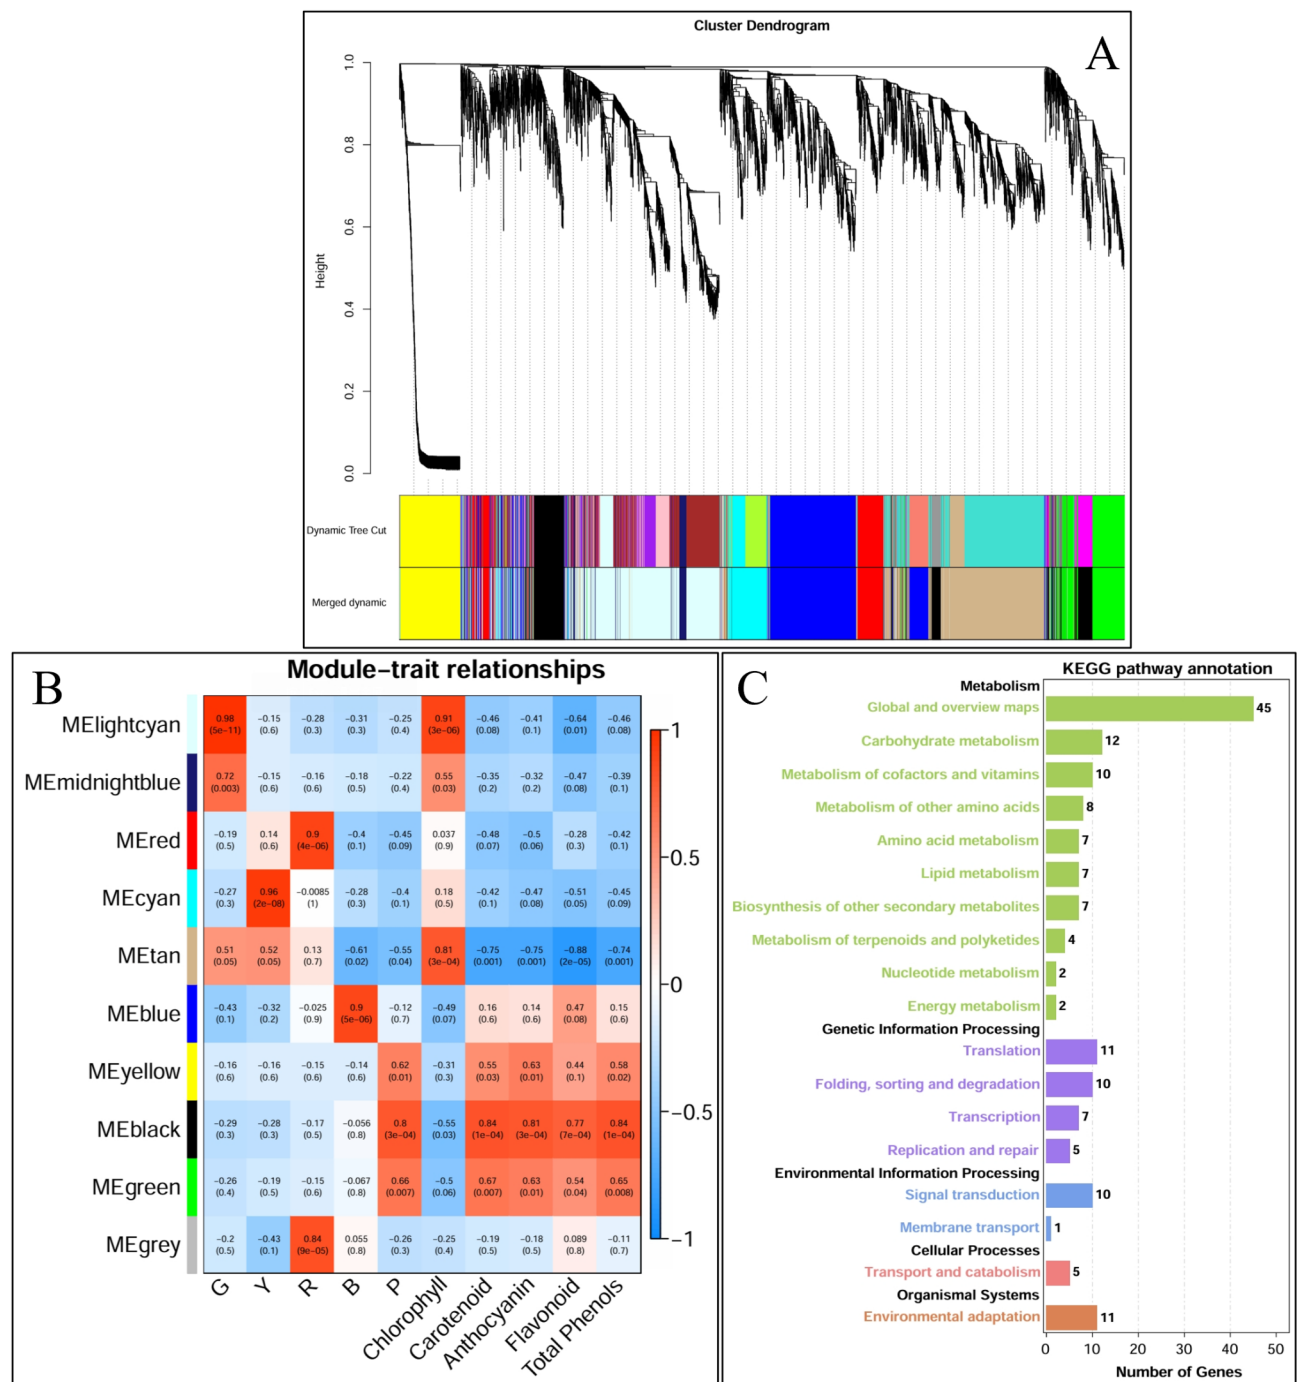 Cluster Dendrogram
A
Height
1.0
0.8
0.6
0.4
0.2
0.0
Dynamic Tree Cut
Merged dynamic
B
Module−trait relationships
MElightcyan 0.98 −0.15 −0.28 −0.31 −0.25 0.91 −0.46 −0.41 −0.64 −0.46
(5e−11) (0.6) (0.3) (0.3) (0.4) (3e−06) (0.08) (0.1) (0.01) (0.08)
MEmidnightblue 0.72 −0.15 −0.16 −0.18 −0.22 0.55 −0.35 −0.32 −0.47 −0.39
(0.003) (0.6) (0.6) (0.5) (0.4) (0.03) (0.2) (0.2) (0.08) (0.1)
MEred −0.19 0.14 0.9 −0.4 −0.45 0.037 −0.48 −0.5 −0.28 −0.42
(0.5) (0.6) (4e−06) (0.1) (0.09) (0.9) (0.07) (0.06) (0.3) (0.1)
MEcyan −0.27 0.96 −0.0085 −0.28 −0.4 0.18 −0.42 −0.47 −0.51 −0.45
(0.3) (2e−08) (1) (0.3) (0.1) (0.5) (0.1) (0.08) (0.05) (0.09)
MEtan 0.51 0.52 0.13 −0.61 −0.55 0.81 −0.75 −0.75 −0.88 −0.74
(0.05) (0.05) (0.7) (0.02) (0.04) (3e−04) (0.001) (0.001) (2e−05) (0.001)
MEblue −0.43 −0.32 −0.025 0.9 −0.12 −0.49 0.16 0.14 0.47 0.15
(0.1) (0.2) (0.9) (5e−06) (0.7) (0.07) (0.6) (0.6) (0.08) (0.6)
MEyellow −0.16 −0.16 −0.15 −0.14 0.62 −0.31 0.55 0.63 0.44 0.58
(0.6) (0.6) (0.6) (0.6) (0.01) (0.3) (0.03) (0.01) (0.1) (0.02)
MEblack −0.29 −0.28 −0.17 −0.056 0.8 −0.55 0.84 0.81 0.77 0.84
(0.3) (0.3) (0.5) (0.8) (3e−04) (0.03) (1e−04) (3e−04) (7e−04) (1e−04)
MEgreen −0.26 −0.19 −0.15 −0.067 0.66 −0.5 0.67 0.63 0.54 0.65
(0.4) (0.5) (0.6) (0.8) (0.007) (0.06) (0.007) (0.01) (0.04) (0.008)
MEgrey −0.2 −0.43 0.84 0.055 −0.26 −0.25 −0.19 −0.18 0.089 −0.11
(0.5) (0.1) (9e−05) (0.8) (0.3) (0.4) (0.5) (0.5) (0.8) (0.7)
G Y R B P Chlorophyll Carotenoid Anthocyanin Flavonoid Total Phenols
1
0.5
0
−0.5
−1
C
KEGG pathway annotation
Metabolism
Global and overview maps 45
Carbohydrate metabolism 12
Metabolism of cofactors and vitamins 10
Metabolism of other amino acids 8
Amino acid metabolism 7
Lipid metabolism 7
Biosynthesis of other secondary metabolites 7
Metabolism of terpenoids and polyketides 4
Nucleotide metabolism 2
Energy metabolism 2
Genetic Information Processing
Translation 11
Folding, sorting and degradation 10
Transcription 7
Replication and repair 5
Environmental Information Processing
Signal transduction 10
Membrane transport 1
Cellular Processes
Transport and catabolism 5
Organismal Systems
Environmental adaptation 11
0 10 20 30 40 50
Number of Genes